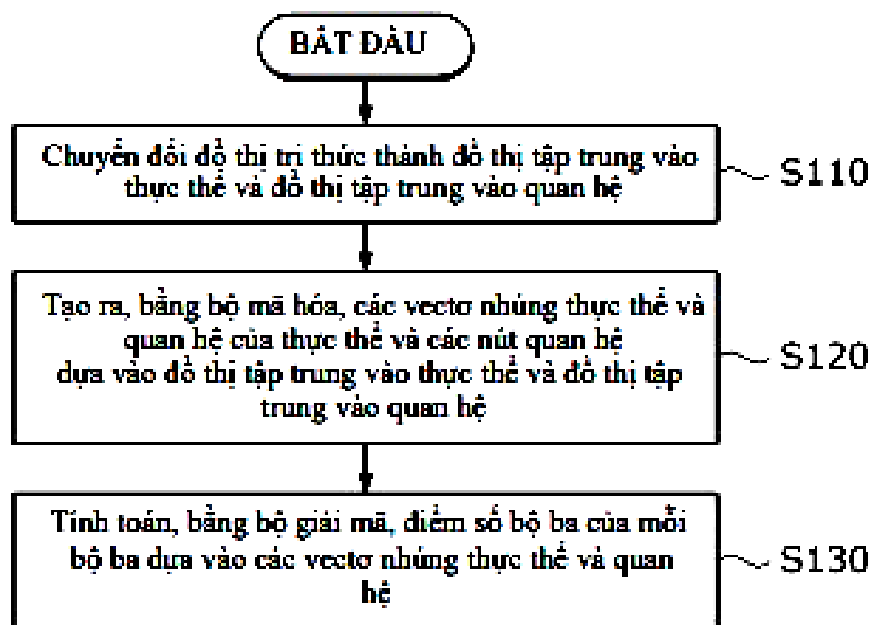 BẮT ĐẦU
Chuyển đổi đồ thị tri thức thành đồ thị tập trung vào
thực thể và đồ thị tập trung vào quan hệ
S110
Tạo ra, bằng bộ mã hóa, các vectơ nhúng thực thể và
quan hệ của thực thể và các nút quan hệ
dựa vào đồ thị tập trung vào thực thể và đồ thị tập
trung vào quan hệ
S120
Tính toán, bằng bộ giải mã, điểm số bộ ba của mỗi
bộ ba dựa vào các vectơ nhúng thực thể và quan
hệ
S130